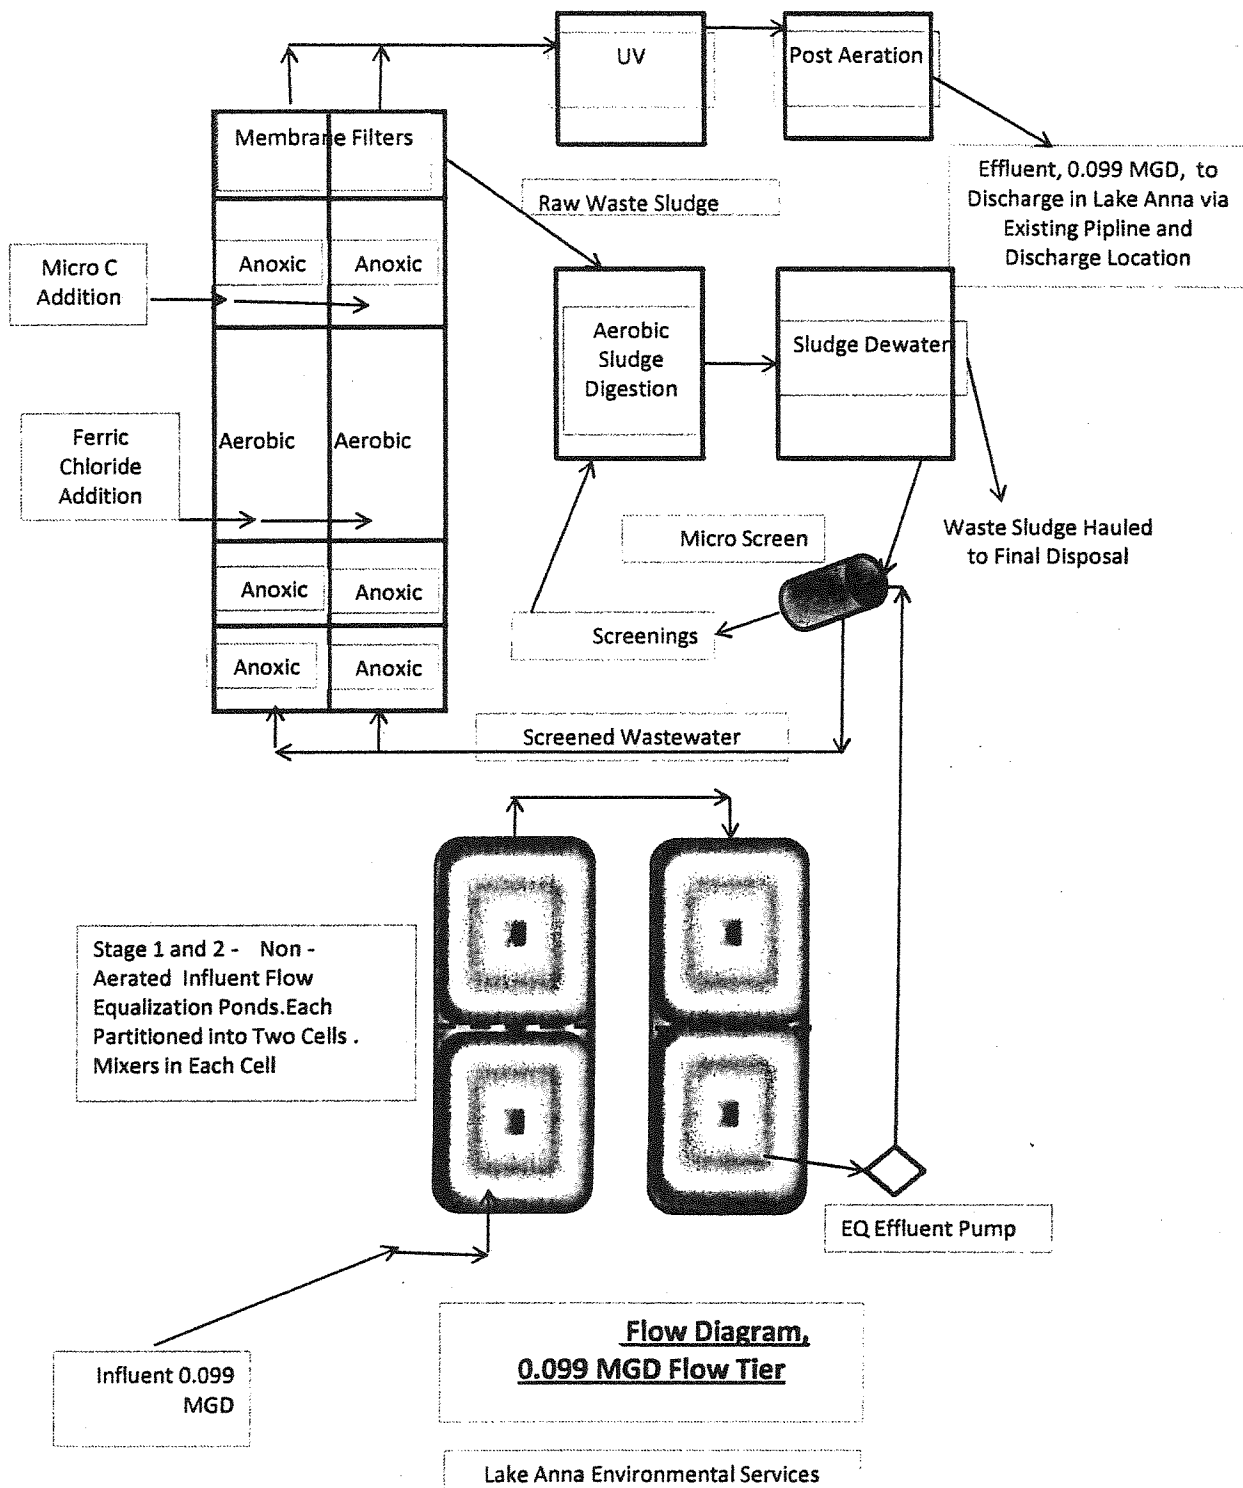 UV
Post Aeration
Membrane Filters
Effluent, 0.099 MGD, to
Discharge in Lake Anna via
Existing Pipline and
Discharge Location
Raw Waste Sludge
Micro C
Addition
Anoxic
Anoxic
Aerobic
Sludge
Digestion
Sludge Dewater
Ferric
Chloride
Addition
Aerobic
Aerobic
Micro Screen
Waste Sludge Hauled
to Final Disposal
Anoxic
Anoxic
Screenings
Anoxic
Anoxic
Screened Wastewater
Stage 1 and 2 - Non -
Aerated Influent Flow
Equalization Ponds.Each
Partitioned into Two Cells .
Mixers in Each Cell
EQ Effluent Pump
Influent 0.099
MGD
Flow Diagram,
0.099 MGD Flow Tier
Lake Anna Environmental Services